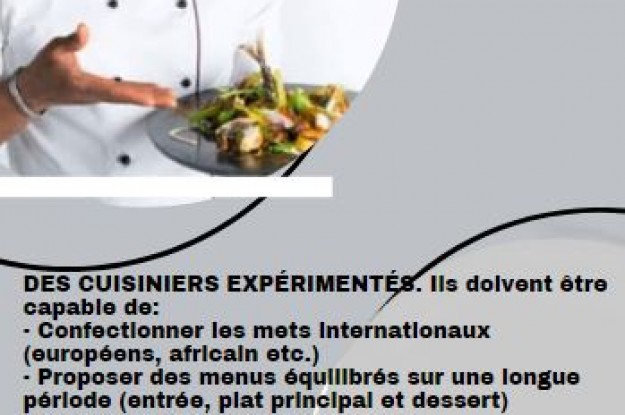 DES CUISINIERS EXPÉRIMENTÉS. Ils doivent être
capable de:
- Confectionner les mets internationaux
(européens, africain etc.)
- Proposer des menus équilibrés sur une longue
période (entrée, plat principal et dessert)